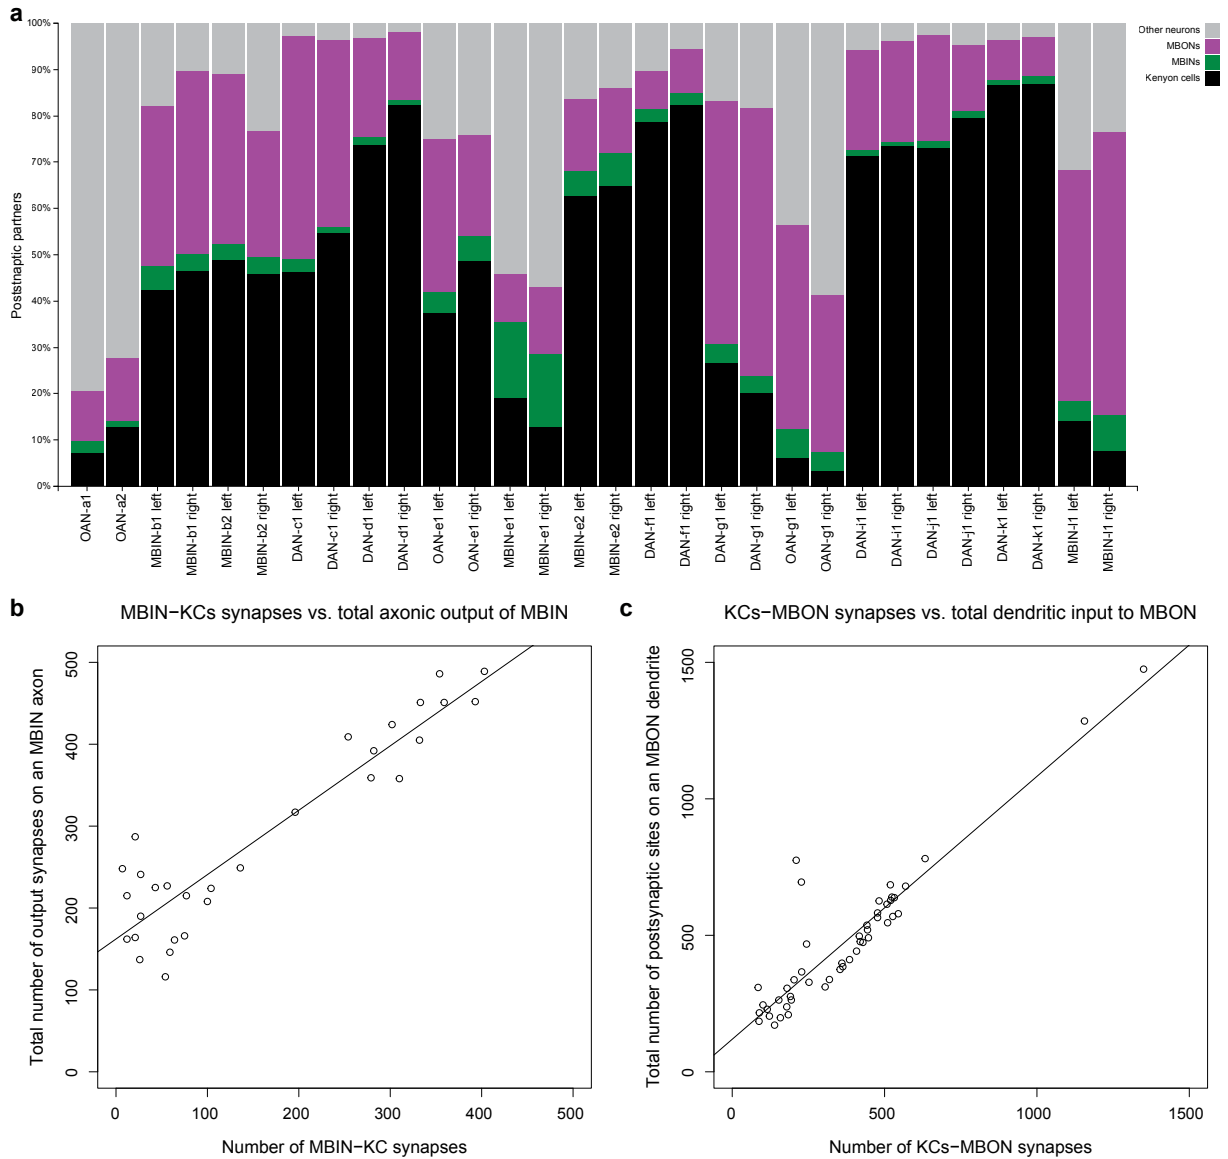 a
100%
90%
80%
70%
60%
50%
40%
30%
20%
10%
0%
Poststnaptic partners
Other neurons
MBONs
MBINs
Kenyon cells
OAN-a1
OAN-a2
MBIN-b1 left
MBIN-b1 right
MBIN-b2 left
MBIN-b2 right
DAN-c1 left
DAN-c1 right
DAN-d1 left
DAN-d1 right
OAN-e1 left
OAN-e1 right
MBIN-e1 left
MBIN-e1 right
MBIN-e2 left
MBIN-e2 right
DAN-f1 left
DAN-f1 right
DAN-g1 left
DAN-g1 right
OAN-g1 left
OAN-g1 right
DAN-i1 left
DAN-i1 right
DAN-j1 left
DAN-j1 right
DAN-k1 left
DAN-k1 right
MBIN-l1 left
MBIN-l1 right
b
MBIN−KCs synapses vs. total axonic output of MBIN
Total number of output synapses on an MBIN axon
500
400
300
200
100
0
0 100 200 300 400 500
Number of MBIN−KC synapses
c
KCs−MBON synapses vs. total dendritic input to MBON
Total number of postsynaptic sites on an MBON dendrite
1500
1000
500
0
0 500 1000 1500
Number of KCs−MBON synapses